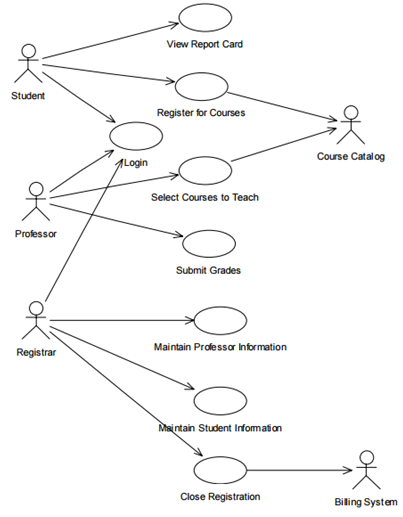 View Report Card
Student
Register for Courses
Login
Course Catalog
Select Courses to Teach
Professor
Submit Grades
Registrar
Maintain Professor Information
Maintain Student Information
Close Registration
Billing System